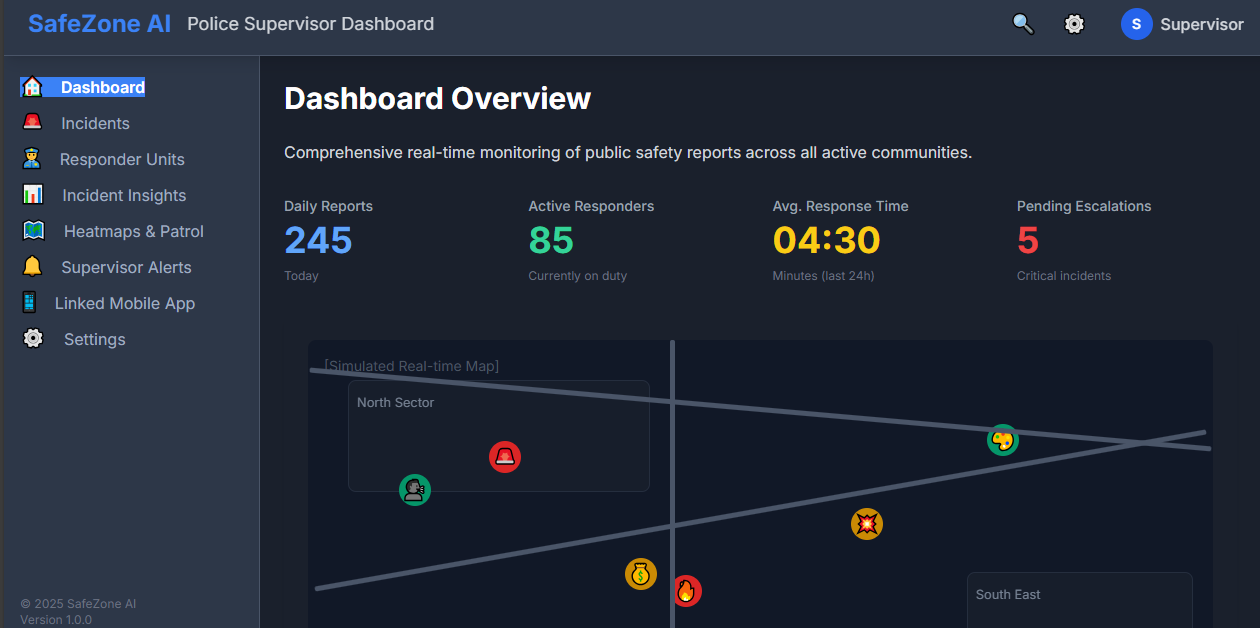 SafeZone AI Police Supervisor Dashboard
S Supervisor
Dashboard
Incidents
Responder Units
Incident Insights
Heatmaps & Patrol
Supervisor Alerts
Linked Mobile App
Settings
© 2025 SafeZone AI
Version 1.0.0
Dashboard Overview
Comprehensive real-time monitoring of public safety reports across all active communities.
Daily Reports
245
Today
Active Responders
85
Currently on duty
Avg. Response Time
04:30
Minutes (last 24h)
Pending Escalations
5
Critical incidents
[Simulated Real-time Map]
North Sector
South East